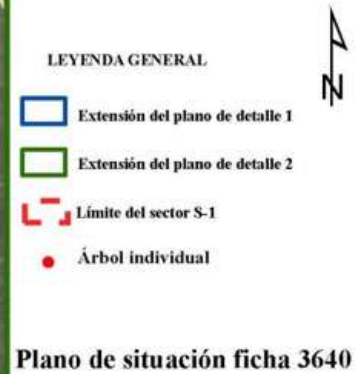 N
LEYENDA GENERAL
Extensión del plano de detalle 1
Extensión del plano de detalle 2
Límite del sector S-1
Árbol individual
Plano de situación ficha 3640